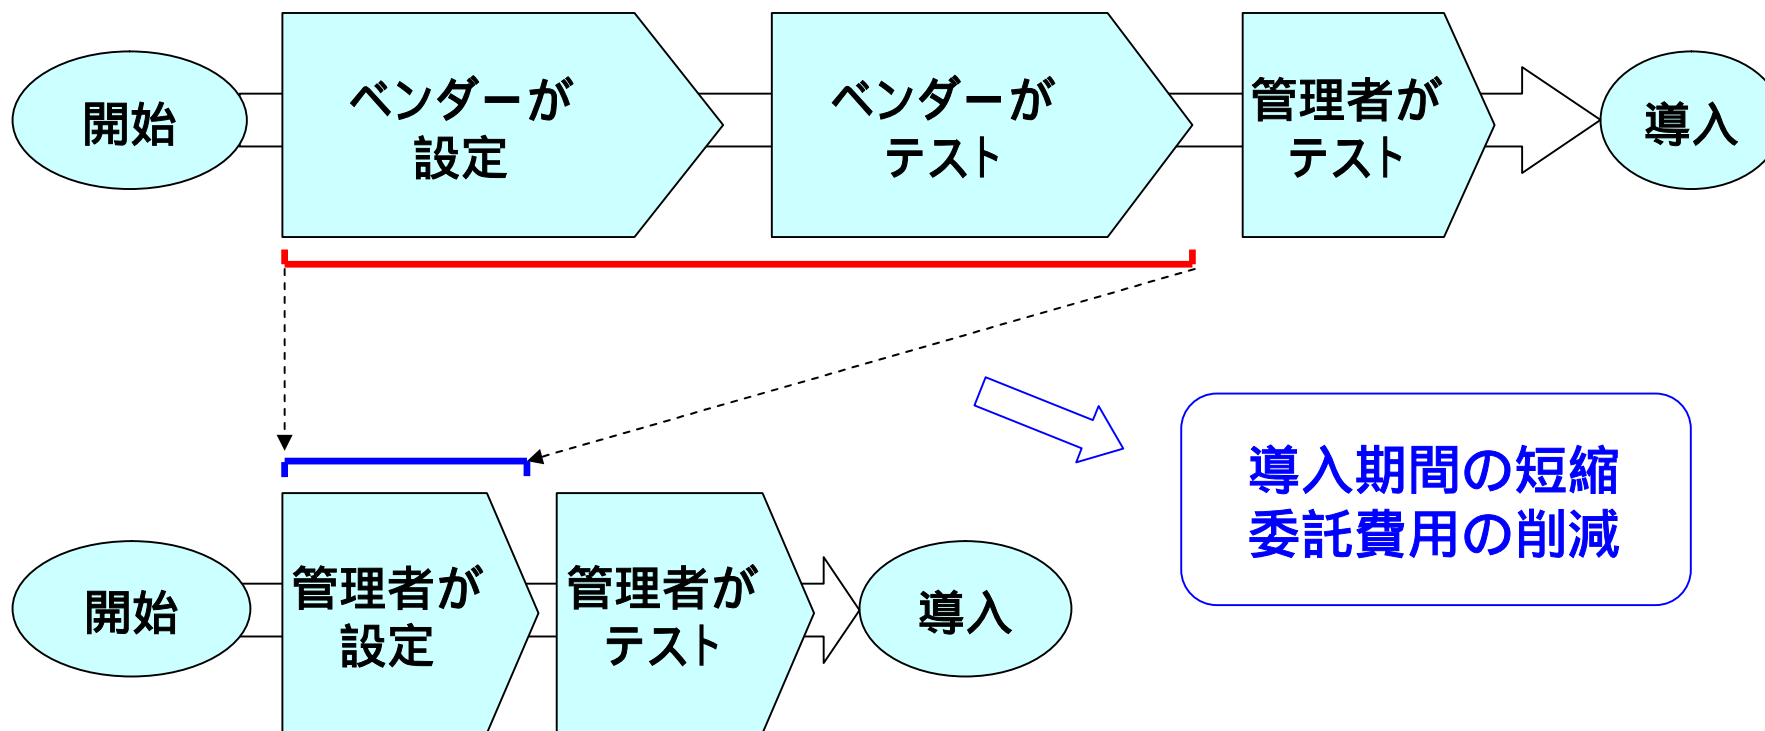 開始
ベンダーが
設定
ベンダーが
テスト
管理者が
テスト
導入
導入期間の短縮
委託費用の削減
開始
管理者が
設定
管理者が
テスト
導入